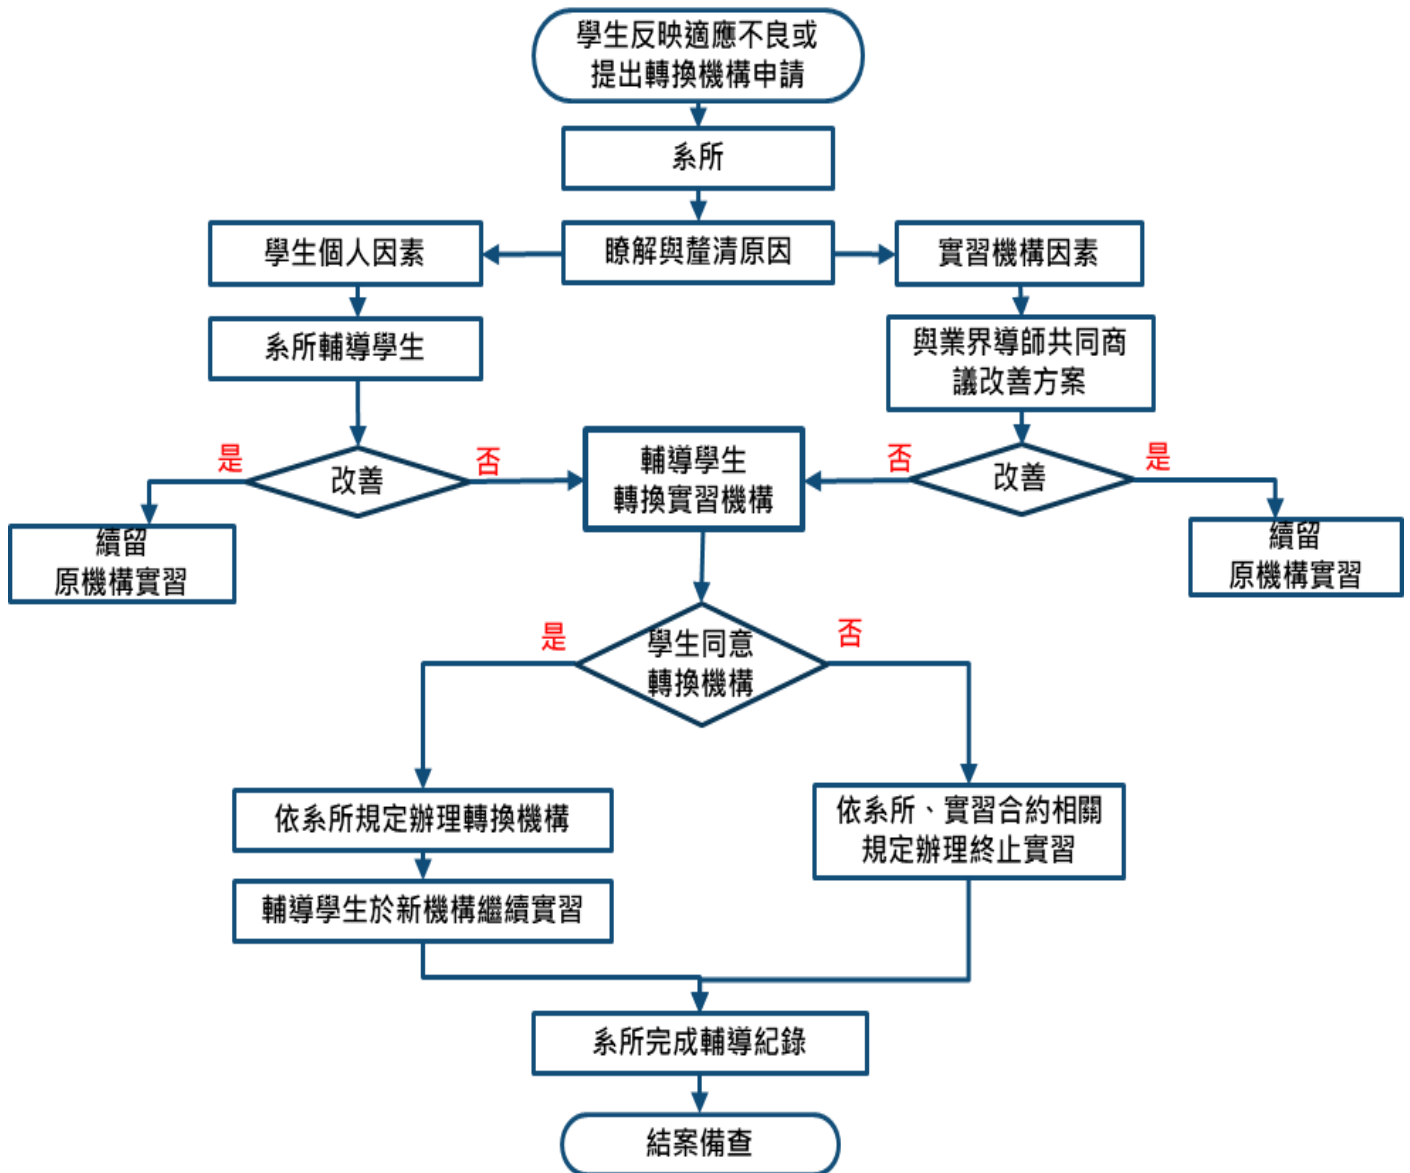 學生反映適應不良或
提出轉換機構申請
系所
學生個人因素
瞭解與釐清原因
實習機構因素
系所輔導學生
與業界導師共同商
議改善方案
是
改善
否
輔導學生
轉換實習機構
否
改善
是
續留
原機構實習
續留
原機構實習
是
學生同意
轉換機構
否
依系所規定辦理轉換機構
依系所、實習合約相關
規定辦理終止實習
輔導學生於新機構繼續實習
系所完成輔導紀錄
結案備查